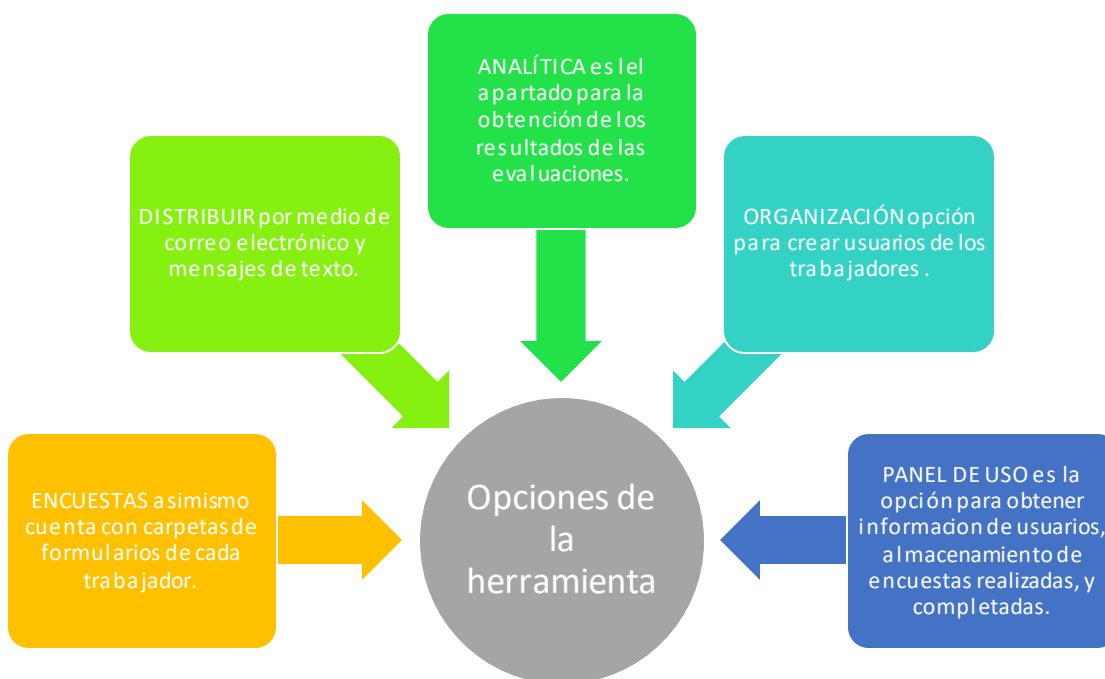 ANALÍTICA es lel
apartado para la
obtención de los
resultados de las
evaluaciones.
DISTRIBUIR por medio de
correo electrónico y
mensajes de texto.
ORGANIZACIÓN opción
para crear usuarios de los
trabajadores .
ENCUESTAS asimismo
cuenta con carpetas de
formularios de cada
trabajador.
Opciones de
la
herramienta
PANEL DE USO es la
opción para obtener
informacion de usuarios,
almacenamiento de
encuestas realizadas, y
completadas.